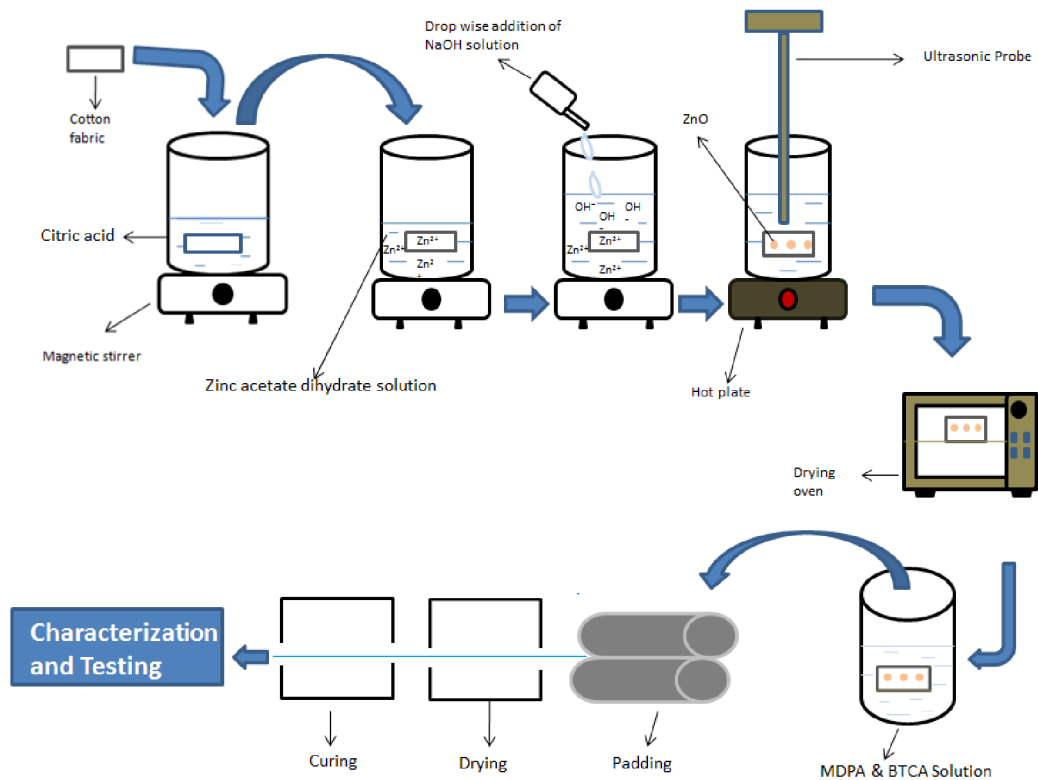 Drop wise addition of
NaOH solution
Ultrasonic Probe
Cotton
fabric
ZnO
Citric acid
Zn²⁺
Zn²⁺
Zn²
+
OH⁻
OH
-
OH
-
Zn²⁺
Zn²⁺
Zn²⁺
Magnetic stirrer
Zinc acetate dihydrate solution
Hot plate
Drying
oven
Characterization
and Testing
Curing
Drying
Padding
MDPA & BTCA Solution